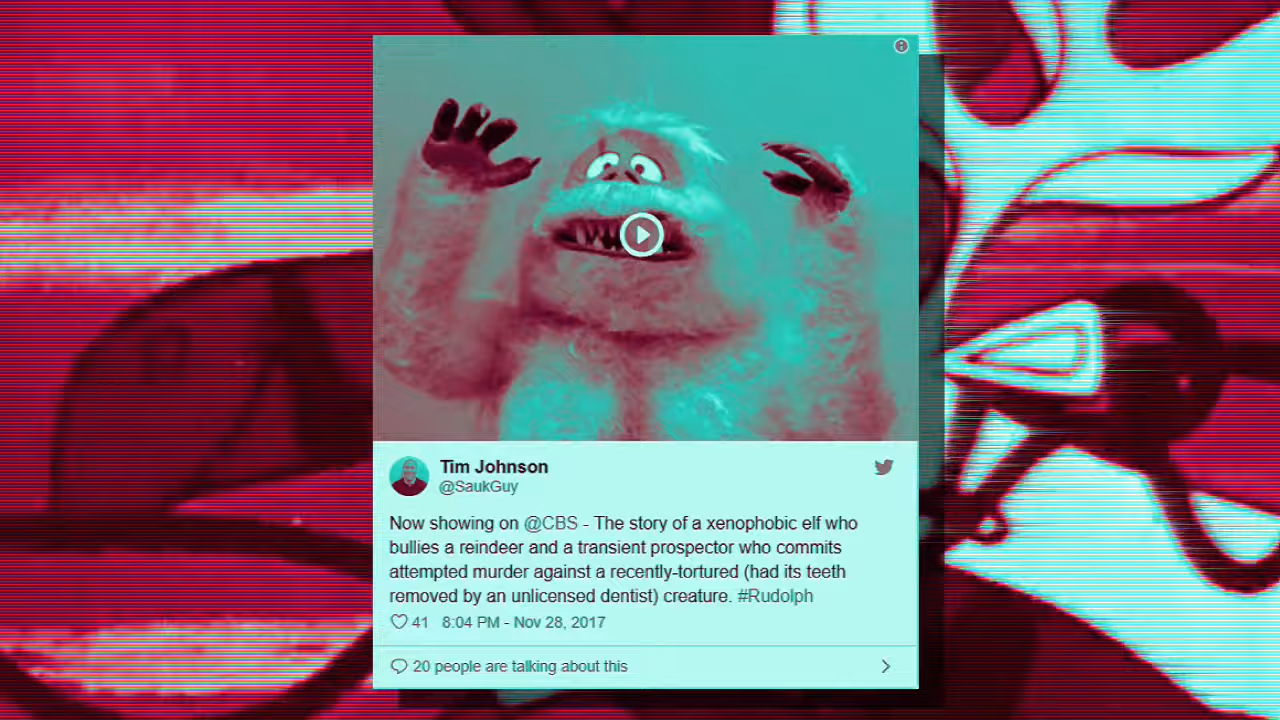 Tim Johnson
@SaukGuy
Now showing on @CBS - The story of a xenophobic elf who
bullies a reindeer and a transient prospector who commits
attempted murder against a recently-tortured (had its teeth
removed by an unlicensed dentist) creature. #Rudolph
41 8:04 PM - Nov 28, 2017
20 people are talking about this